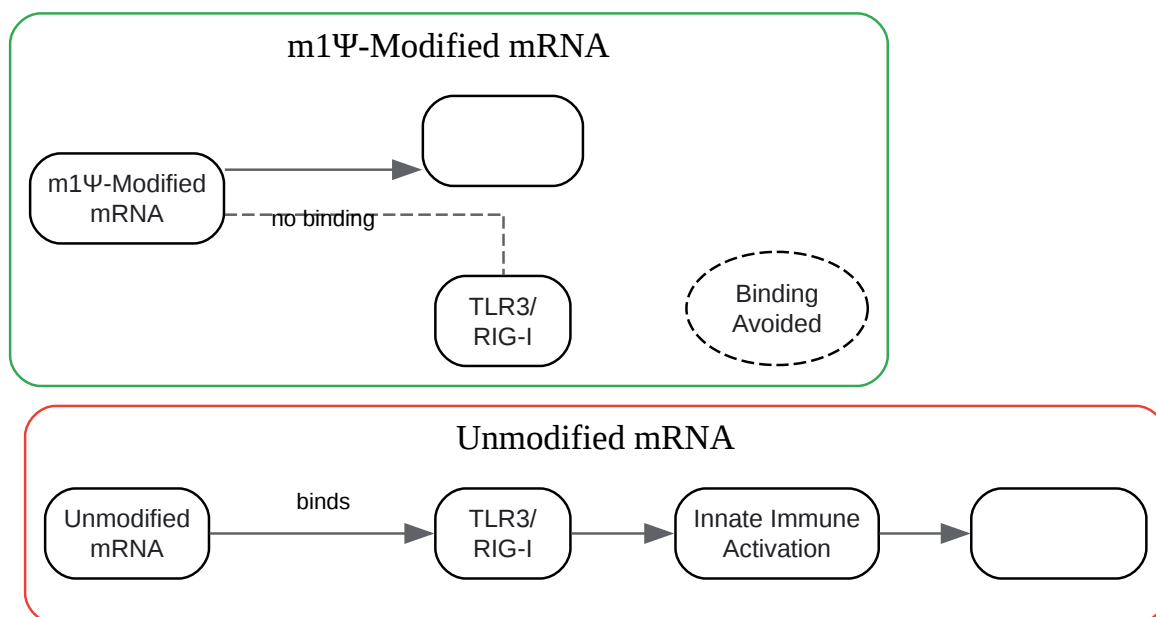 m1Ψ-Modified mRNA
m1Ψ-Modified
mRNA
no binding
TLR3/
RIG-I
Binding
Avoided
Unmodified mRNA
Unmodified
mRNA
binds
TLR3/
RIG-I
Innate Immune
Activation